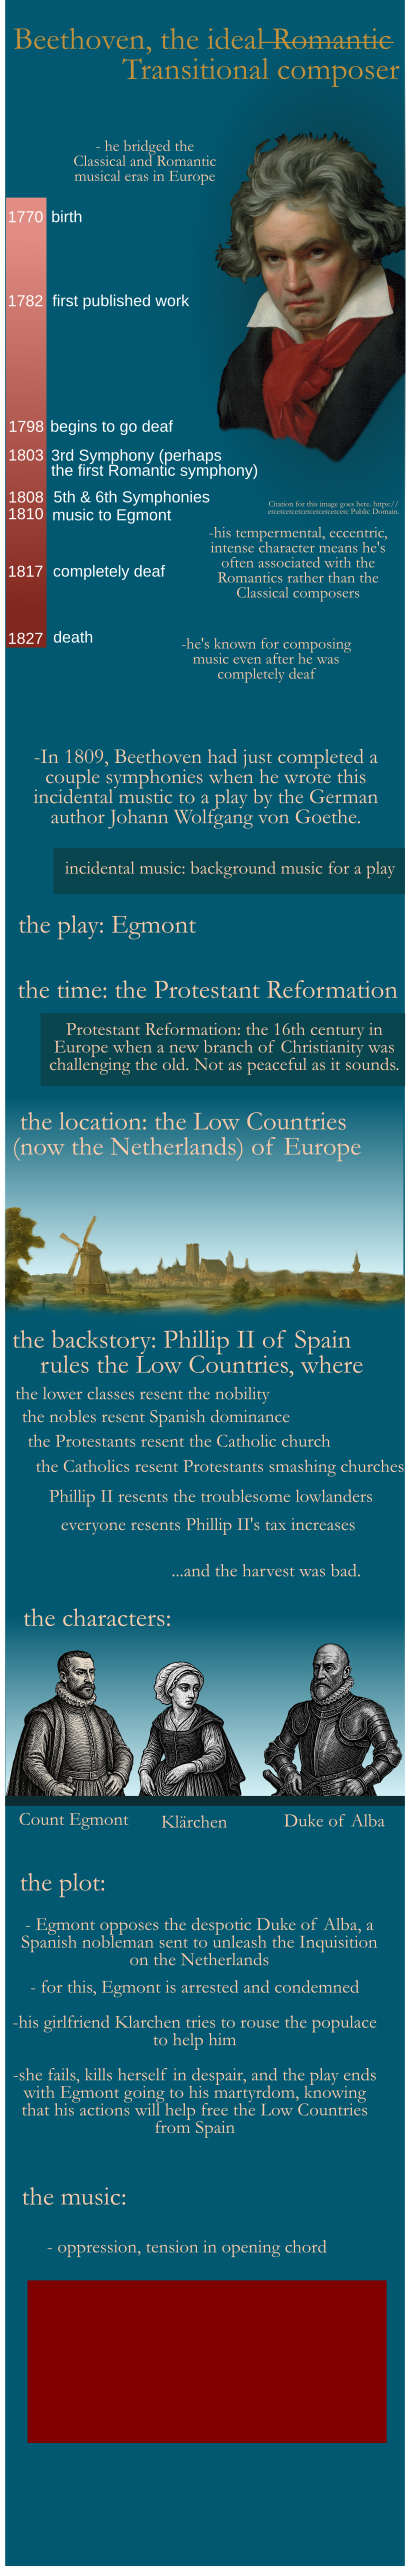 Beethoven, the ideal Romantic
Transitional composer
- he bridged the
Classical and Romantic
musical eras in Europe
1770 birth
1782 first published work
1798 begins to go deaf
1803 3rd Symphony (perhaps
the first Romantic symphony)
1808 5th & 6th Symphonies
1810 music to Egmont
1817 completely deaf
1827 death
Citation for this image goes here. https://
etcetcetcetcetcetcetcetcetc Public Domain.
-his tempermental, eccentric,
intense character means he's
often associated with the
Romantics rather than the
Classical composers
-he's known for composing
music even after he was
completely deaf
-In 1809, Beethoven had just completed a
couple symphonies when he wrote this
incidental mustic to a play by the German
author Johann Wolfgang von Goethe.
incidental music: background music for a play
the play: Egmont
the time: the Protestant Reformation
Protestant Reformation: the 16th century in
Europe when a new branch of Christianity was
challenging the old. Not as peaceful as it sounds.
the location: the Low Countries
(now the Netherlands) of Europe
the backstory: Phillip II of Spain
rules the Low Countries, where
the lower classes resent the nobility
the nobles resent Spanish dominance
the Protestants resent the Catholic church
the Catholics resent Protestants smashing churches
Phillip II resents the troublesome lowlanders
everyone resents Phillip II's tax increases
...and the harvest was bad.
the characters:
Count Egmont Klärchen Duke of Alba
the plot:
- Egmont opposes the despotic Duke of Alba, a
Spanish nobleman sent to unleash the Inquisition
on the Netherlands
- for this, Egmont is arrested and condemned
-his girlfriend Klarchen tries to rouse the populace
to help him
-she fails, kills herself in despair, and the play ends
with Egmont going to his martyrdom, knowing
that his actions will help free the Low Countries
from Spain
the music:
- oppression, tension in opening chord